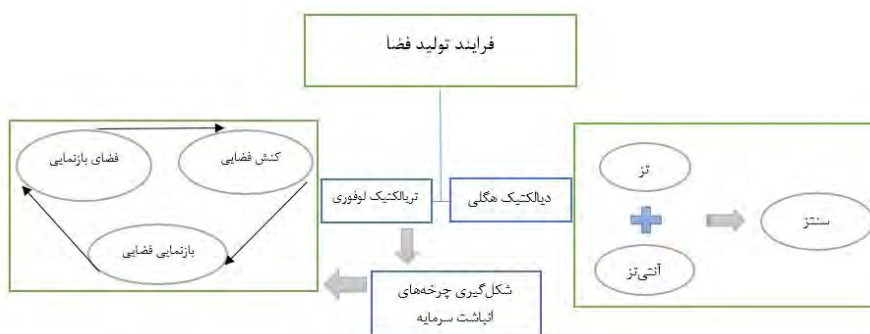 فرایند تولید فضا
فضای بازنمایی
کنش فضایی
بازنمایی فضایی
تریالکتیک لوفوری
دیالکتیک هگلی
تز
آنتی‌تز
سنتز
شکل‌گیری چرخه‌های
انباشت سرمایه